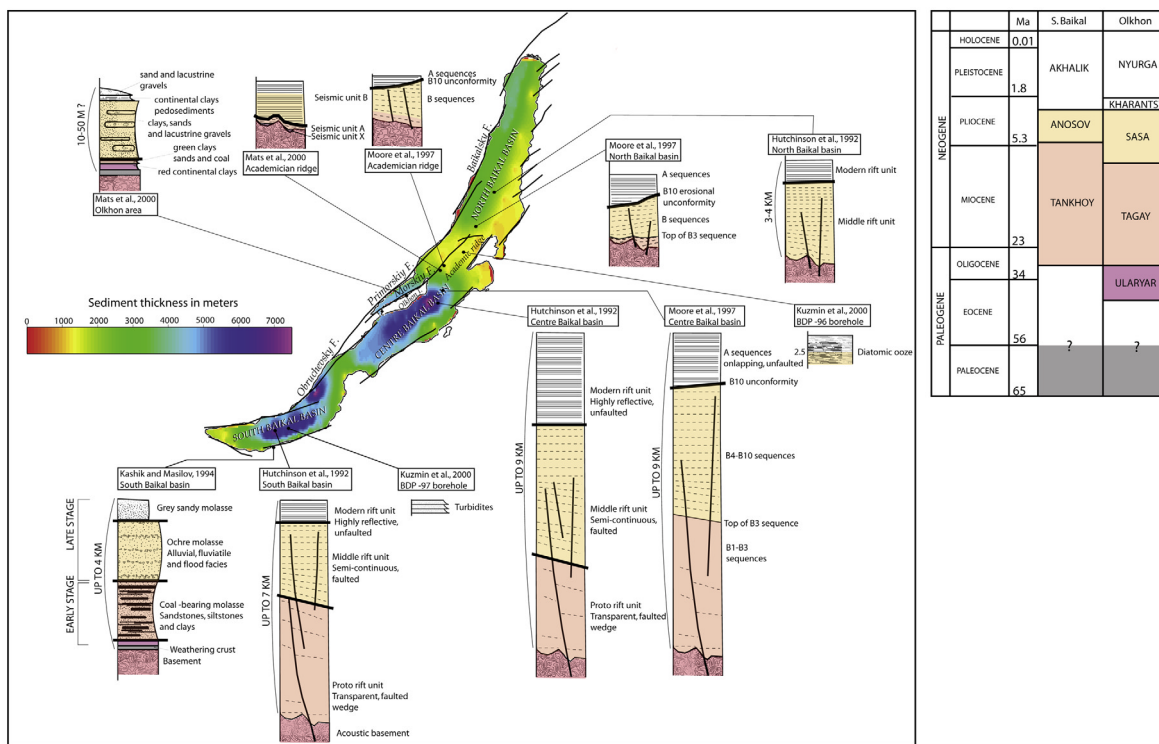 sand and lacustrine
gravels
continental clays
pedosediments
clays, sands
and lacustrine gravels
green clays
sands and coal
red continental clays
10-50 M ?
Mats et al., 2000
Olkhon area
Seismic unit B
Seismic unit A
Seismic unit X
Mats et al., 2000
Academician ridge
A sequences
B10 unconformity
B sequences
Moore et al., 1997
Academician ridge
Moore et al., 1997
North Baikal basin
A sequences
B10 erosional
unconformity
B sequences
Top of B3 sequence
Hutchinson et al., 1992
North Baikal basin
Modern rift unit
Middle rift unit
3-4 KM
Baikalsky F.
NORTH BAIKAL BASIN
Academic. ridge
Primorskiy F.
Morskiy F.
CENTRE BAIKAL BASIN
Obruchevsky F.
SOUTH BAIKAL BASIN
Sediment thickness in meters
0 1000 2000 3000 4000 5000 6000 7000
Hutchinson et al., 1992
Centre Baikal basin
Modern rift unit
Highly reflective,
unfaulted
Middle rift unit
Semi-continuous,
faulted
Proto rift unit
Transparent, faulted
wedge
UP TO 9 KM
Moore et al., 1997
Centre Baikal basin
A sequences
onlapping, unfaulted
B10 unconformity
B4-B10 sequences
Top of B3 sequence
B1-B3
sequences
UP TO 9 KM
Kuzmin et al., 2000
BDP -96 borehole
2.5
Diatomic ooze
Kashik and Masilov, 1994
South Baikal basin
Grey sandy molasse
Ochre molasse
Alluvial, fluviatile
and flood facies
Coal -bearing molasse
Sandstones, siltstones
and clays
Weathering crust
Basement
LATE STAGE
EARLY STAGE
UP TO 4 KM
Hutchinson et al., 1992
South Baikal basin
Modern rift unit
Highly reflective,
unfaulted
Middle rift unit
Semi-continuous,
faulted
Proto rift unit
Transparent, faulted
wedge
Acoustic basement
UP TO 7 KM
Kuzmin et al., 2000
BDP -97 borehole
Turbidites
Ma S. Baikal Olkhon
NEOGENE
PALEOGENE
HOLOCENE 0.01
PLEISTOCENE 1.8 AKHALIK NYURGA
KHARANTS
PLIOCENE 5.3 ANOSOV SASA
MIOCENE 23 TANKHOY TAGAY
OLIGOCENE 34 ULARYAR
EOCENE 56
? ?
PALEOCENE 65